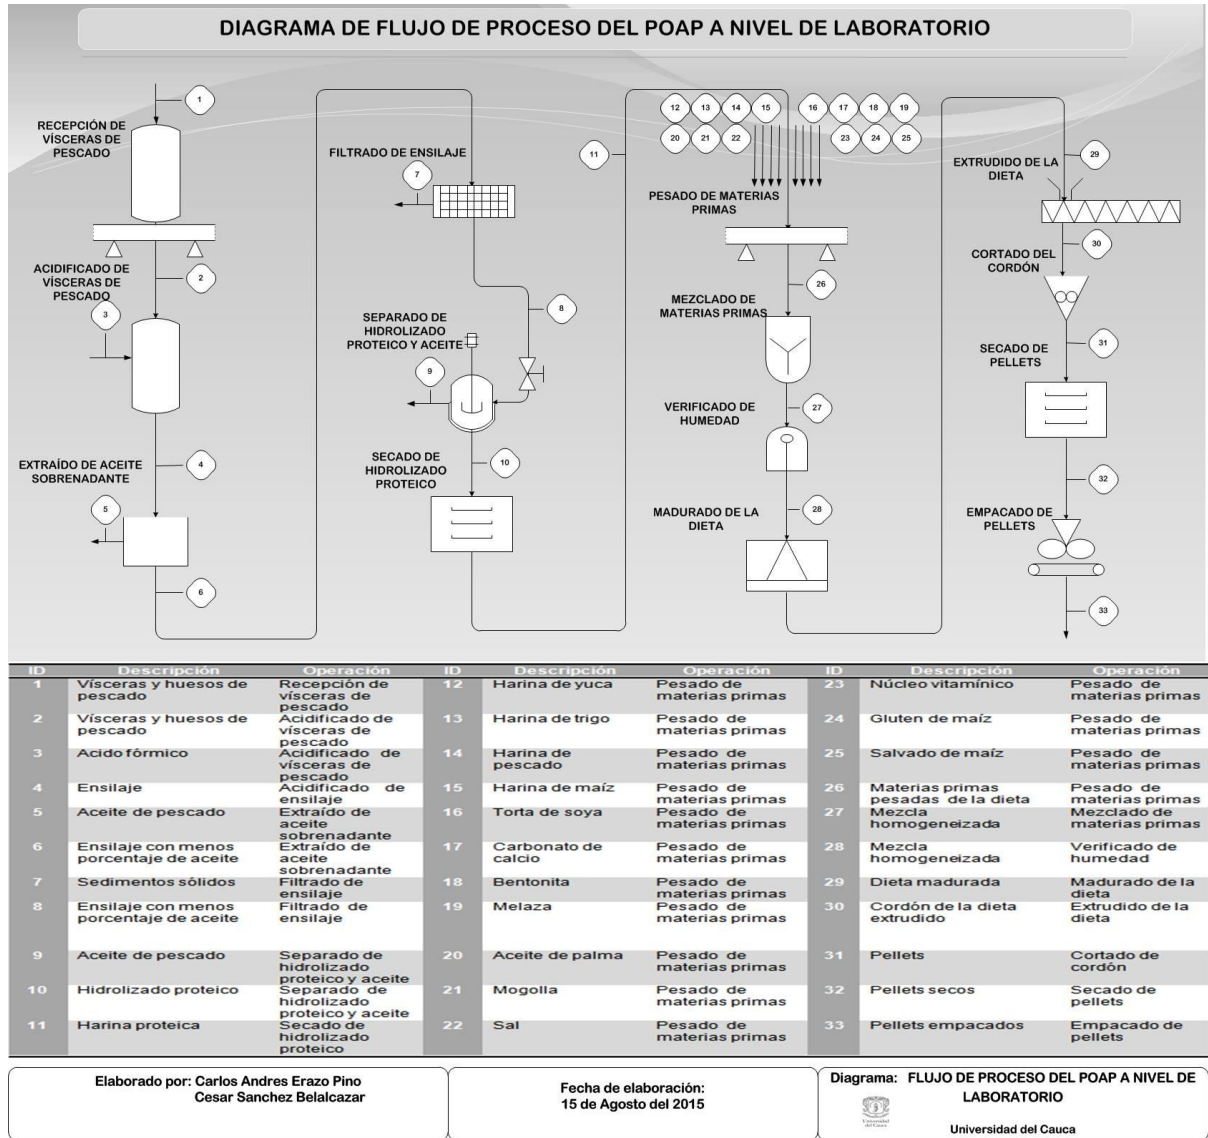 DIAGRAMA DE FLUJO DE PROCESO DEL POAP A NIVEL DE LABORATORIO
1
RECEPCIÓN DE
VÍSCERAS DE
PESCADO
2
ACIDIFICADO DE
VÍSCERAS DE
PESCADO
3
4
EXTRAÍDO DE ACEITE
SOBRENADANTE
5
6
FILTRADO DE ENSILAJE
7
8
SEPARADO DE
HIDROLIZADO
PROTEICO Y ACEITE
9
10
SECADO DE
HIDROLIZADO
PROTEICO
11
12 13 14 15 16 17 18 19
20 21 22 23 24 25
PESADO DE MATERIAS
PRIMAS
26
MEZCLADO DE
MATERIAS PRIMAS
27
VERIFICADO DE
HUMEDAD
28
MADURADO DE LA
DIETA
29
EXTRUDIDO DE LA
DIETA
30
CORTADO DEL
CORDÓN
31
SECADO DE
PELLETS
32
EMPACADO DE
PELLETS
33
ID Descripción Operación ID Descripción Operación ID Descripción Operación
1 Vísceras y huesos de Recepción de 12 Harina de yuca Pesado de 23 Núcleo vitamínico Pesado de
pescado vísceras de materias primas materias primas
pescado
2 Vísceras y huesos de Acidificado de 13 Harina de trigo Pesado de 24 Gluten de maíz Pesado de
pescado vísceras de materias primas materias primas
pescado
3 Acido fórmico Acidificado de 14 Harina de Pesado de 25 Salvado de maíz Pesado de
vísceras de pescado materias primas materias primas
pescado
4 Ensilaje Acidificado de 15 Harina de maíz Pesado de 26 Materias primas Pesado de
ensilaje materias primas pesadas de la dieta materias primas
5 Aceite de pescado Extraído de 16 Torta de soya Pesado de 27 Mezcla Mezclado de
aceite materias primas homogeneizada materias primas
sobrenadante
6 Ensilaje con menos Extraído de 17 Carbonato de Pesado de 28 Mezcla Verificado de
porcentaje de aceite aceite calcio materias primas homogeneizada humedad
sobrenadante
7 Sedimentos sólidos Filtrado de 18 Bentonita Pesado de 29 Dieta madurada Madurado de la
ensilaje materias primas dieta
8 Ensilaje con menos Filtrado de 19 Melaza Pesado de 30 Cordón de la dieta Extrudido de la
porcentaje de aceite ensilaje materias primas extrudido dieta
9 Aceite de pescado Separado de 20 Aceite de palma Pesado de 31 Pellets Cortado de
hidrolizado materias primas cordón
proteico y aceite
10 Hidrolizado proteico Separado de 21 Mogolla Pesado de 32 Pellets secos Secado de
hidrolizado materias primas pellets
proteico y aceite
11 Harina proteica Secado de 22 Sal Pesado de 33 Pellets empacados Empacado de
hidrolizado materias primas pellets
proteico
Elaborado por: Carlos Andres Erazo Pino
Cesar Sanchez Belalcazar
Fecha de elaboración:
15 de Agosto del 2015
Diagrama: FLUJO DE PROCESO DEL POAP A NIVEL DE
LABORATORIO
Universidad
del Cauca
Universidad del Cauca